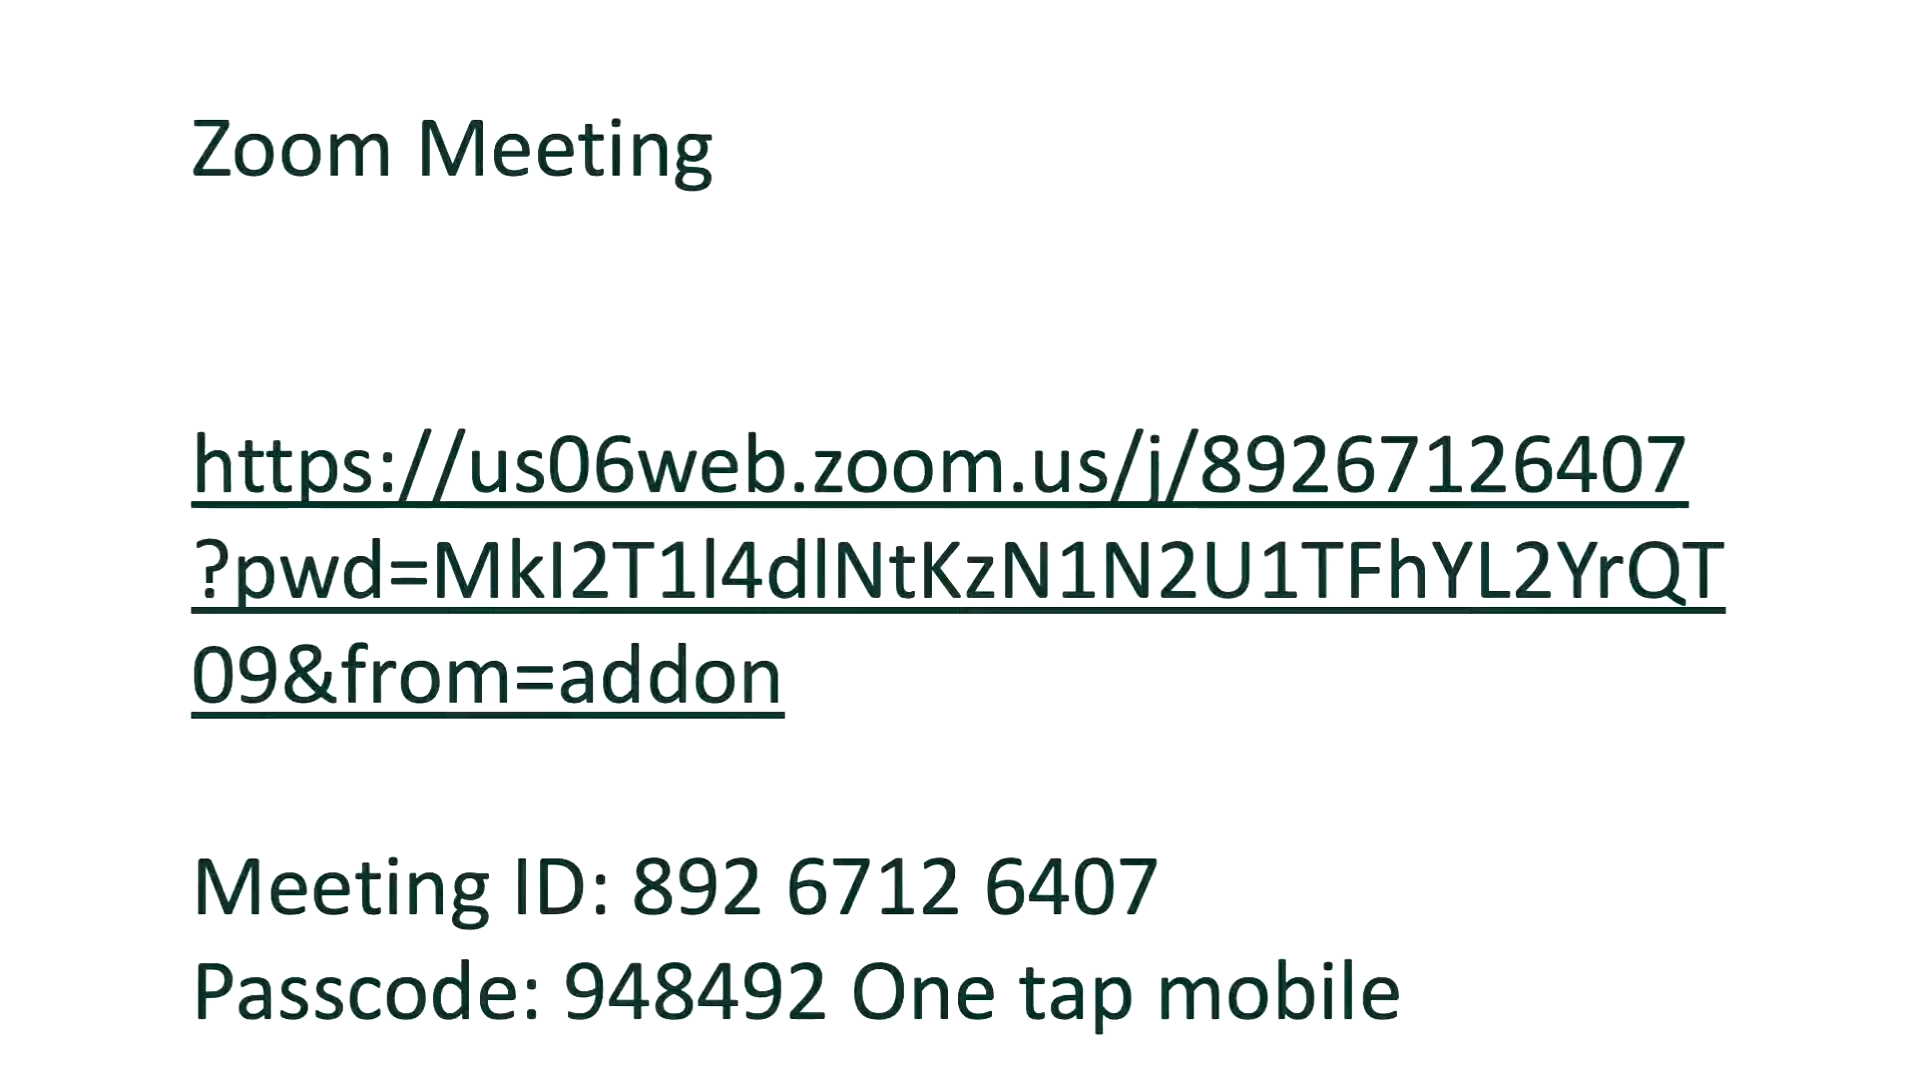 Zoom Meeting
https://us06web.zoom.us/j/89267126407
?pwd=MkI2T1l4dlNtKzN1N2U1TFhYL2YrQT
09&from=addon
Meeting ID: 892 6712 6407
Passcode: 948492 One tap mobile